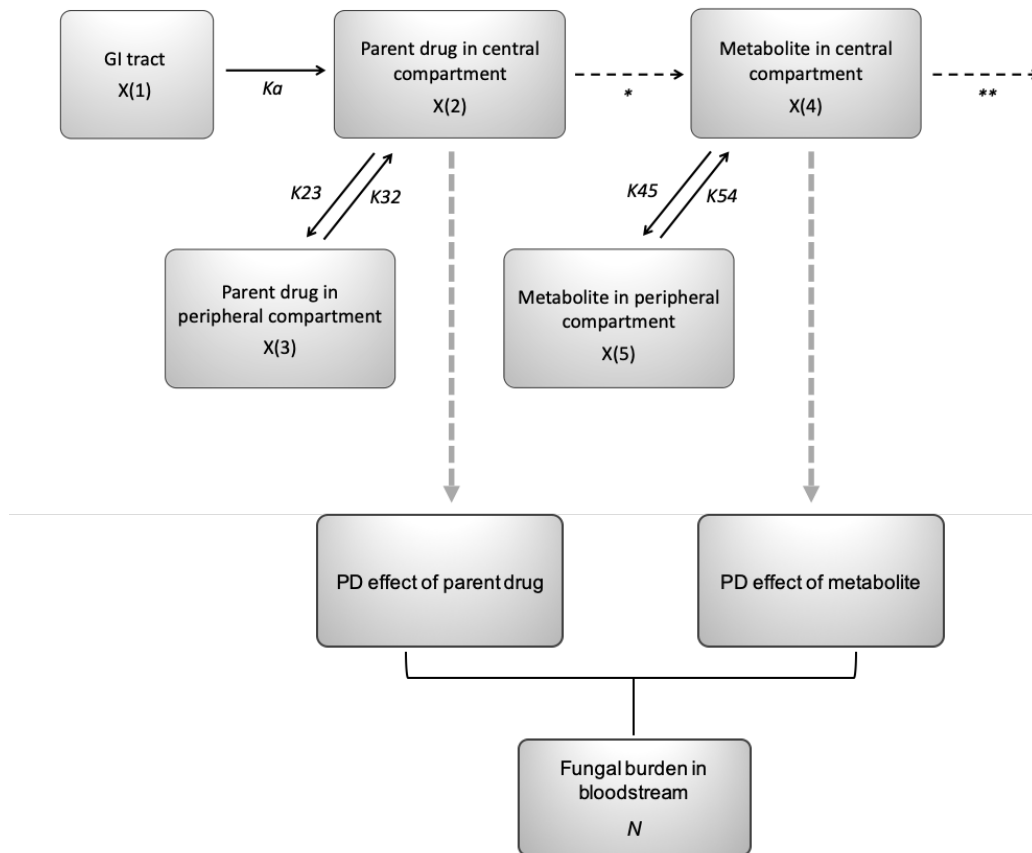 GI tract
X(1)
Ka
Parent drug in central
compartment
X(2)
*
Metabolite in central
compartment
X(4)
**
K23
K32
K45
K54
Parent drug in
peripheral compartment
X(3)
Metabolite in peripheral
compartment
X(5)
PD effect of parent drug
PD effect of metabolite
Fungal burden in
bloodstream
N